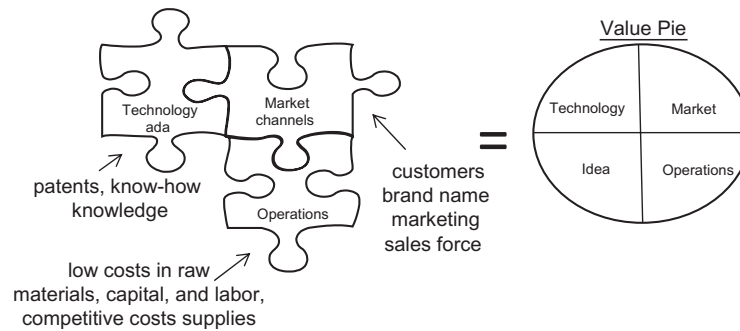 Value Pie
Technology
ada
Market
channels
Operations
patents, know-how
knowledge
customers
brand name
marketing
sales force
low costs in raw
materials, capital, and labor,
competitive costs supplies
=
Technology
Market
Idea
Operations